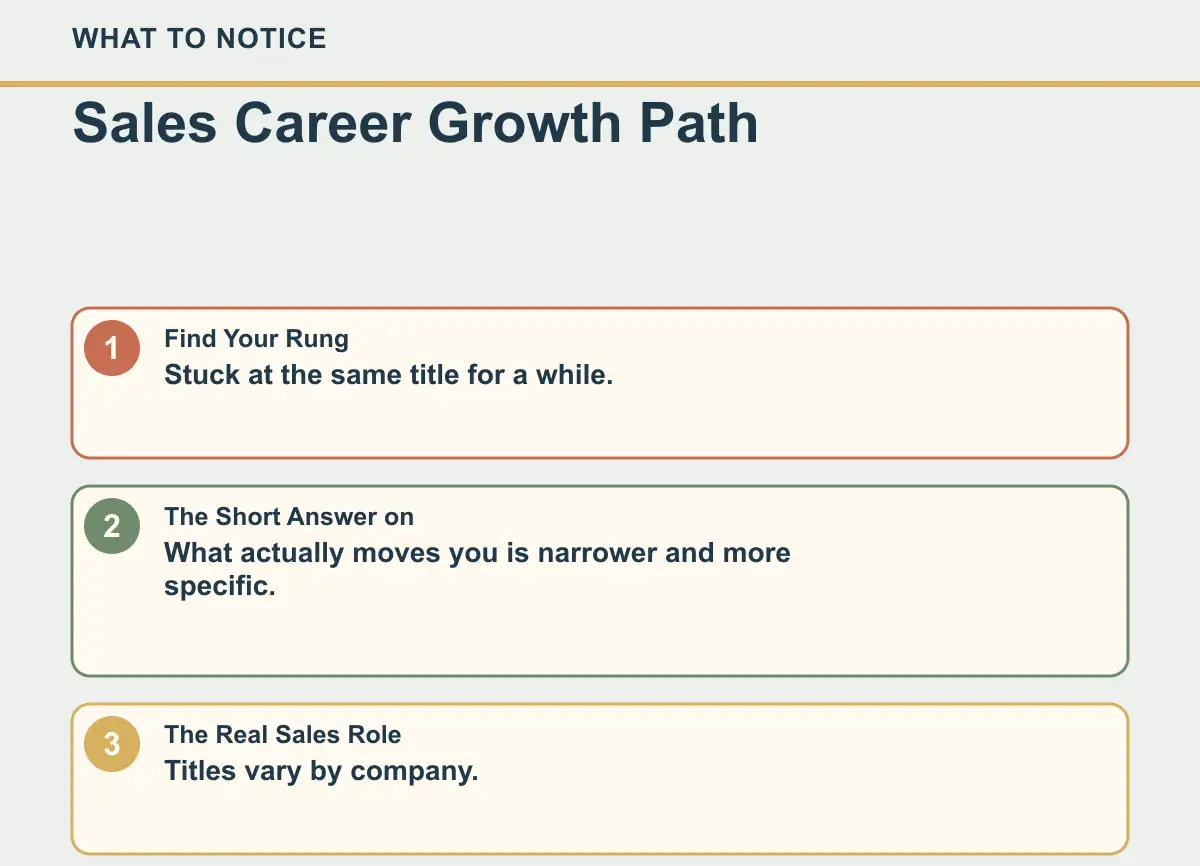 WHAT TO NOTICE
Sales Career Growth Path
1
Find Your Rung
Stuck at the same title for a while.
2
The Short Answer on
What actually moves you is narrower and more
specific.
3
The Real Sales Role
Titles vary by company.